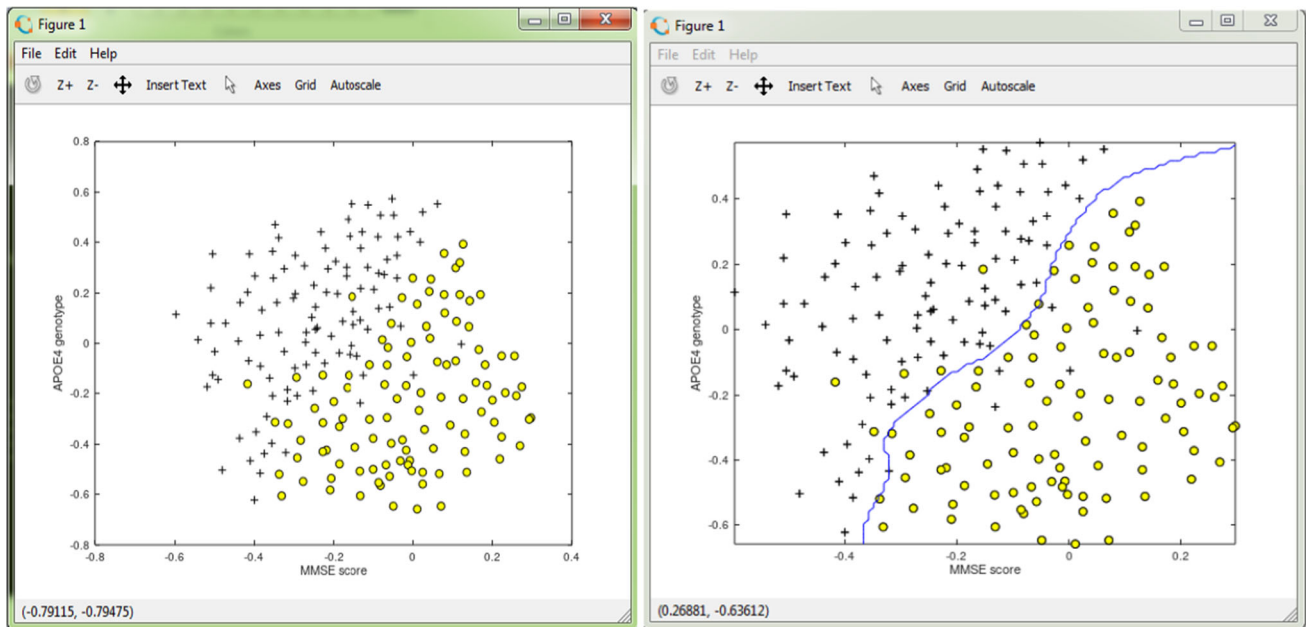 Figure 1
File Edit Help
Z+ Z- Insert Text Axes Grid Autoscale
0.8
0.6
0.4
0.2
0
-0.2
-0.4
-0.6
-0.8
APOE4 genotype
-0.8 -0.6 -0.4 -0.2 0 0.2 0.4
MMSE score
(-0.79115, -0.79475)
Figure 1
File Edit Help
Z+ Z- Insert Text Axes Grid Autoscale
0.4
0.2
0
-0.2
-0.4
-0.6
APOE4 genotype
-0.4 -0.2 0 0.2
MMSE score
(0.26881, -0.63612)